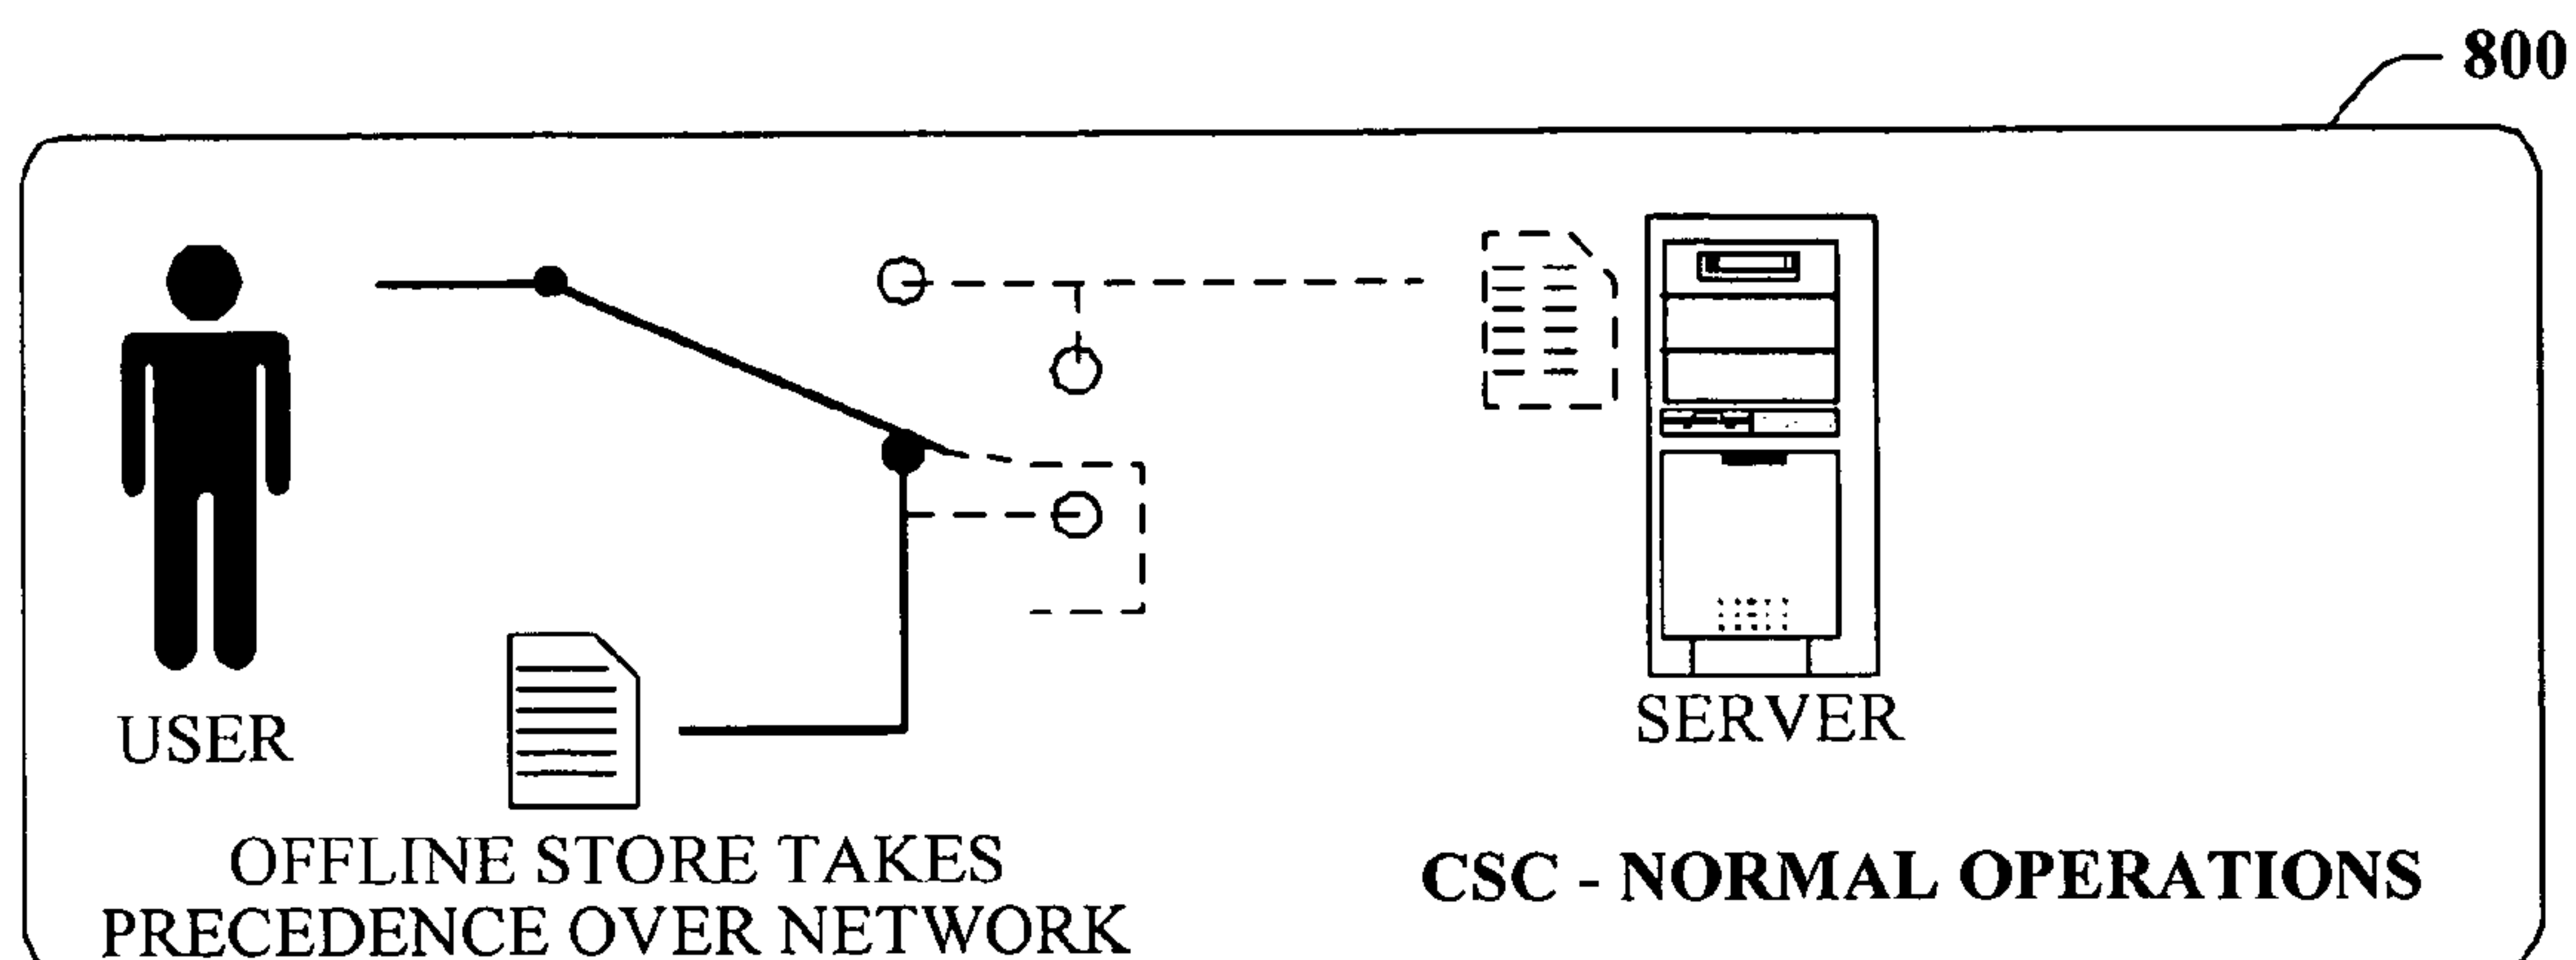 800
USER
SERVER
OFFLINE STORE TAKES
PRECEDENCE OVER NETWORK
CSC - NORMAL OPERATIONS